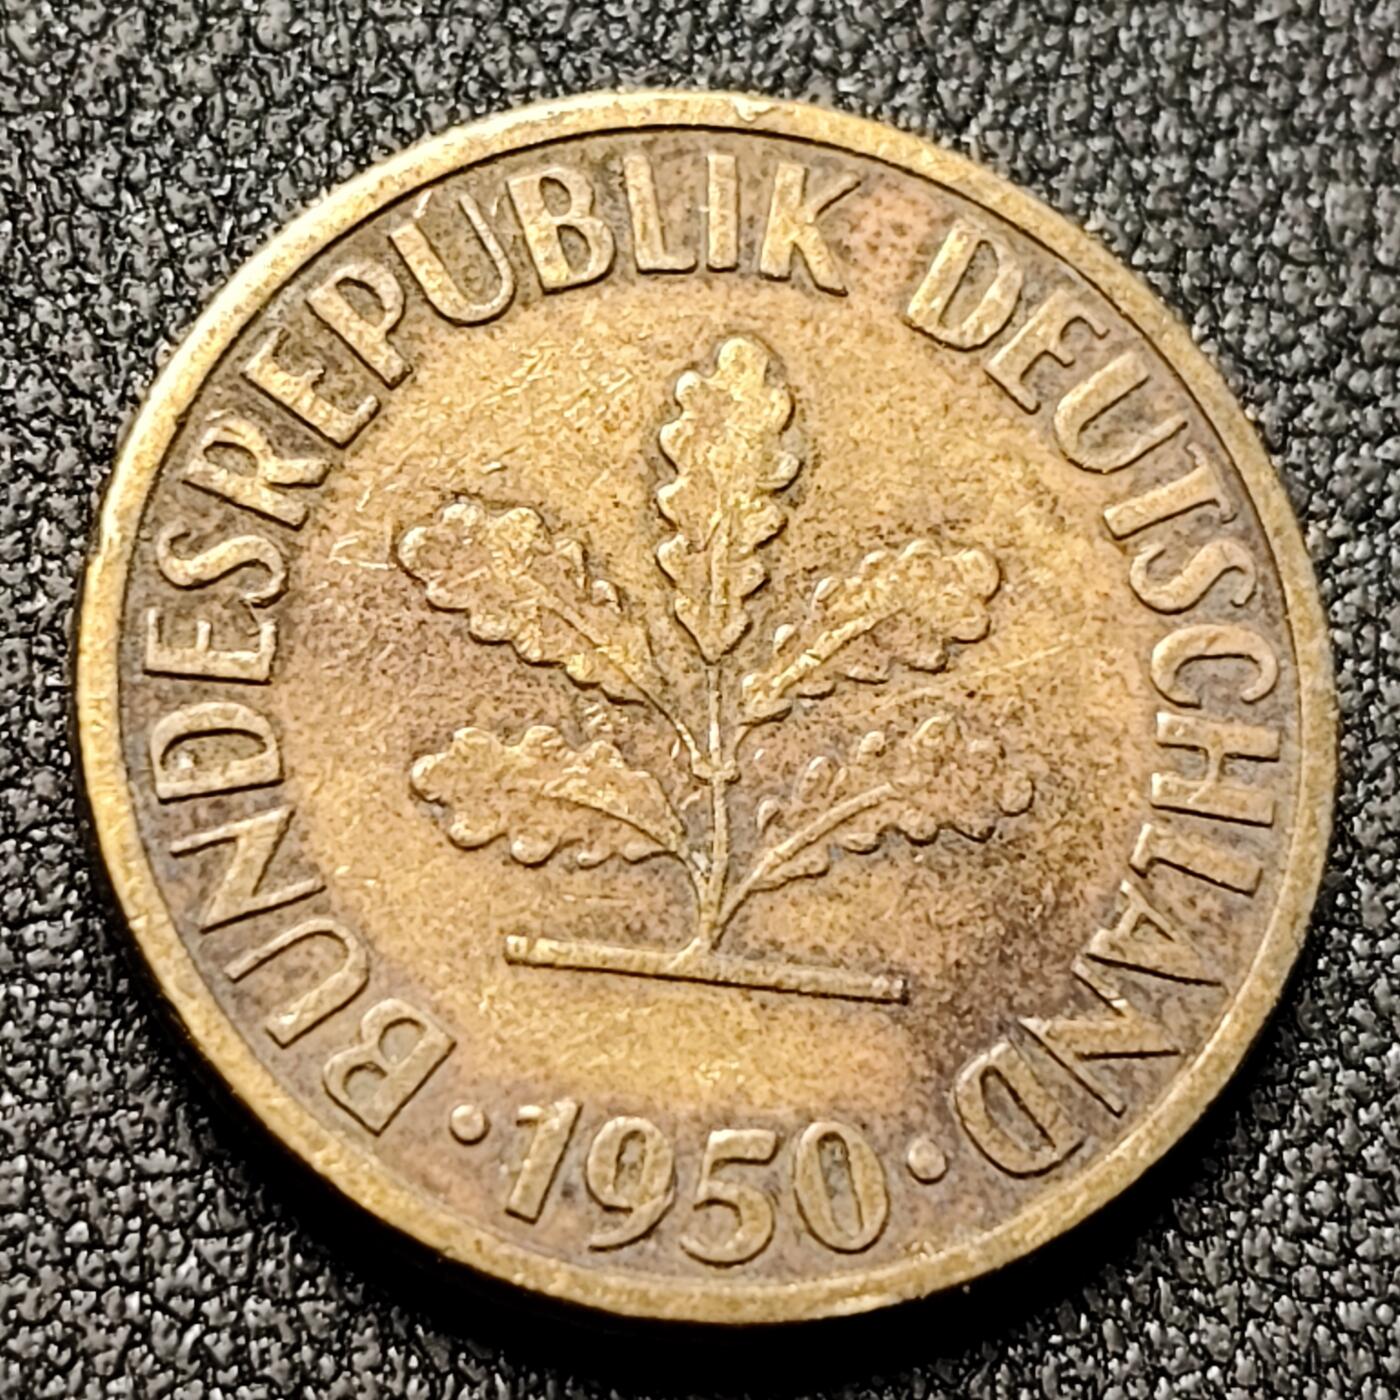 BUNDESREPUBLIK DEUTSCHLAND
· 1950 ·